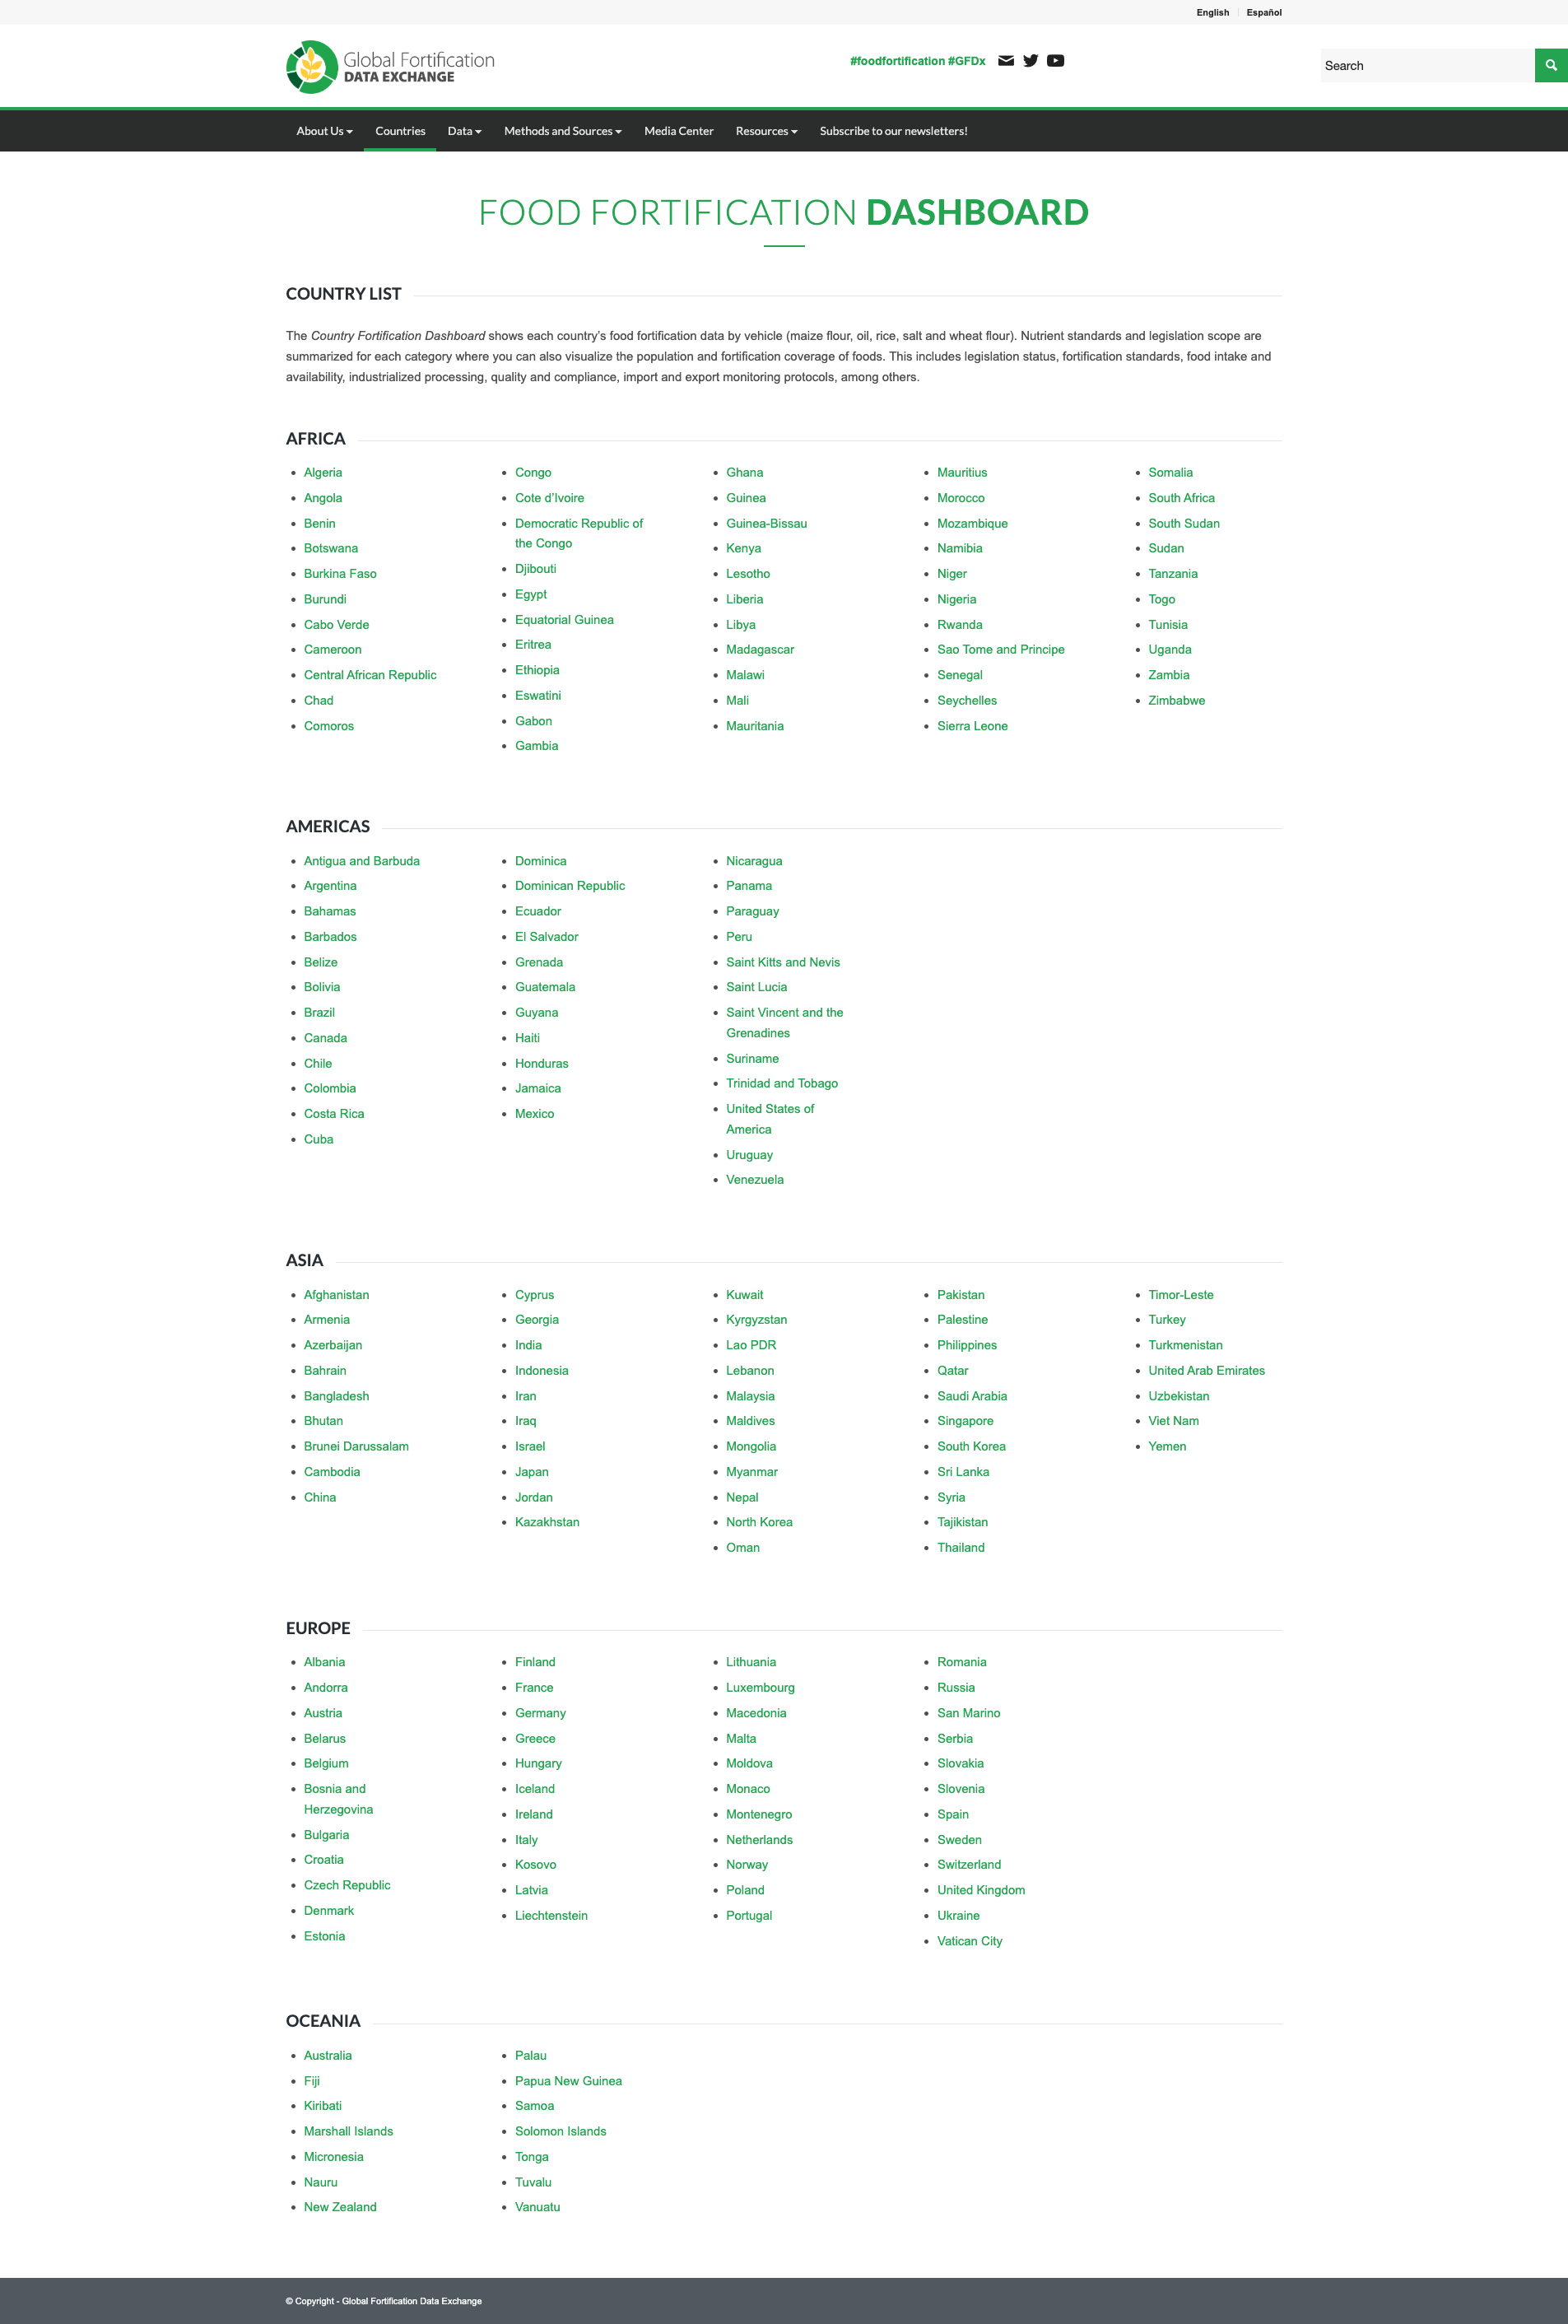 English
Español
Global Fortification
DATA EXCHANGE
#foodfortification #GFDx
Search
About Us
Countries
Data
Methods and Sources
Media Center
Resources
Subscribe to our newsletters!
FOOD FORTIFICATION DASHBOARD
COUNTRY LIST
The Country Fortification Dashboard shows each country’s food fortification data by vehicle (maize flour, oil, rice, salt and wheat flour). Nutrient standards and legislation scope are
summarized for each category where you can also visualize the population and fortification coverage of foods. This includes legislation status, fortification standards, food intake and
availability, industrialized processing, quality and compliance, import and export monitoring protocols, among others.
AFRICA
Algeria
Angola
Benin
Botswana
Burkina Faso
Burundi
Cabo Verde
Cameroon
Central African Republic
Chad
Comoros
Congo
Cote d’Ivoire
Democratic Republic of
the Congo
Djibouti
Egypt
Equatorial Guinea
Eritrea
Ethiopia
Eswatini
Gabon
Gambia
Ghana
Guinea
Guinea-Bissau
Kenya
Lesotho
Liberia
Libya
Madagascar
Malawi
Mali
Mauritania
Mauritius
Morocco
Mozambique
Namibia
Niger
Nigeria
Rwanda
Sao Tome and Principe
Senegal
Seychelles
Sierra Leone
Somalia
South Africa
South Sudan
Sudan
Tanzania
Togo
Tunisia
Uganda
Zambia
Zimbabwe
AMERICAS
Antigua and Barbuda
Argentina
Bahamas
Barbados
Belize
Bolivia
Brazil
Canada
Chile
Colombia
Costa Rica
Cuba
Dominica
Dominican Republic
Ecuador
El Salvador
Grenada
Guatemala
Guyana
Haiti
Honduras
Jamaica
Mexico
Nicaragua
Panama
Paraguay
Peru
Saint Kitts and Nevis
Saint Lucia
Saint Vincent and the
Grenadines
Suriname
Trinidad and Tobago
United States of
America
Uruguay
Venezuela
ASIA
Afghanistan
Armenia
Azerbaijan
Bahrain
Bangladesh
Bhutan
Brunei Darussalam
Cambodia
China
Cyprus
Georgia
India
Indonesia
Iran
Iraq
Israel
Japan
Jordan
Kazakhstan
Kuwait
Kyrgyzstan
Lao PDR
Lebanon
Malaysia
Maldives
Mongolia
Myanmar
Nepal
North Korea
Oman
Pakistan
Palestine
Philippines
Qatar
Saudi Arabia
Singapore
South Korea
Sri Lanka
Syria
Tajikistan
Thailand
Timor-Leste
Turkey
Turkmenistan
United Arab Emirates
Uzbekistan
Viet Nam
Yemen
EUROPE
Albania
Andorra
Austria
Belarus
Belgium
Bosnia and
Herzegovina
Bulgaria
Croatia
Czech Republic
Denmark
Estonia
Finland
France
Germany
Greece
Hungary
Iceland
Ireland
Italy
Kosovo
Latvia
Liechtenstein
Lithuania
Luxembourg
Macedonia
Malta
Moldova
Monaco
Montenegro
Netherlands
Norway
Poland
Portugal
Romania
Russia
San Marino
Serbia
Slovakia
Slovenia
Spain
Sweden
Switzerland
United Kingdom
Ukraine
Vatican City
OCEANIA
Australia
Fiji
Kiribati
Marshall Islands
Micronesia
Nauru
New Zealand
Palau
Papua New Guinea
Samoa
Solomon Islands
Tonga
Tuvalu
Vanuatu
© Copyright - Global Fortification Data Exchange